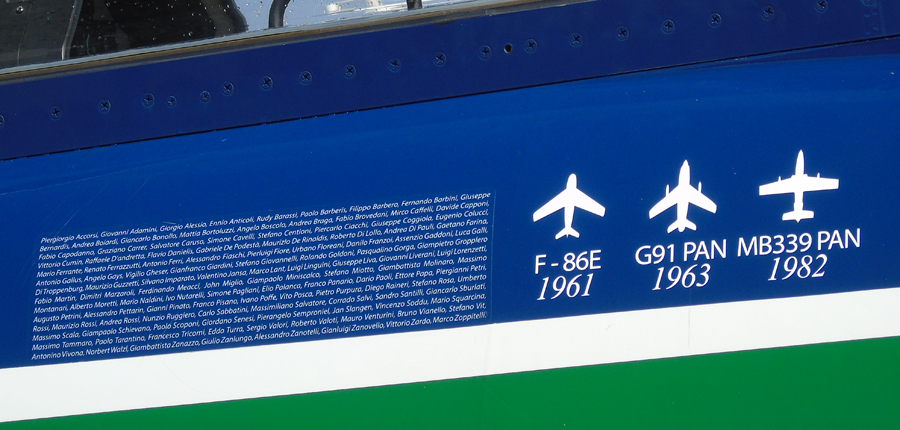 Piergiorgio Accorsi, Giovanni Adamini, Giorgio Alessio, Ennio Anticoli, Rudy Barassi, Paolo Barberis, Filippo Barbero, Fernando Barbini, Giuseppe
Bernardis, Andrea Boiardi, Giancarlo Bonollo, Mattia Bortoluzzi, Angelo Boscolo, Andrea Braga, Fabio Brovedani, Mirco Caffelli, Davide Capponi,
Fabio Capodanno, Graziano Carrer, Salvatore Caruso, Simone Cavelli, Stefano Centioni, Piercarlo Ciacchi, Giuseppe Coggiola, Eugenio Colucci,
Vittorio Cumin, Raffaele D'andretta, Flavio Danielis, Gabriele De Podestà, Maurizio De Rinaldis, Roberto Di Lollo, Andrea Di Pauli, Gaetano Farina,
Mario Ferrante, Renato Ferrazzutti, Antonio Ferri, Alessandro Fiaschi, Pierluigi Fiore, Urbano Floreani, Danilo Franzoi, Assenzio Gaddoni, Luca Galli,
Antonio Gallus, Angelo Gays, Vigilio Gheser, Gianfranco Giardini, Stefano Giovannelli, Rolando Goldoni, Pasqualino Gorga, Giampietro Gropplero
Di Troppenburg, Maurizio Guzzetti, Silvano Imparato, Valentino Jansa, Marco Lant, Luigi Linguini, Giuseppe Liva, Giovanni Liverani, Luigi Lorenzetti,
Fabio Martin, Dimitri Marzaroli, Ferdinando Meacci, John Miglio, Giampaolo Miniscalco, Stefano Miotto, Giambattista Molinaro, Massimo
Montanari, Alberto Moretti, Mario Naldini, Ivo Nutarelli, Simone Pagliani, Elio Palanca, Franco Panario, Dario Paoli, Ettore Papa, Piergianni Petri,
Augusto Petrini, Alessandro Pettarin, Gianni Pinato, Franco Pisano, Ivano Poffe, Vito Posca, Pietro Purpura, Diego Raineri, Stefano Rosa, Umberto
Rossi, Maurizio Rossi, Andrea Rossi, Nunzio Ruggiero, Carlo Sabbatini, Massimiliano Salvatore, Corrado Salvi, Sandro Santilli, Giancarlo Sburlati
Massimo Scala, Giampaolo Schievano, Paolo Scoponi, Giordano Senesi, Pierangelo Semproniel, Jan Slangen, Vincenzo Soddu, Mario Squarcina,
Massimo Tammaro, Paolo Tarantino, Francesco Tricomi, Eddo Turra, Sergio Valori, Roberto Valoti, Mauro Venturini, Bruno Vianello, Stefano Vit,
Antonino Vivona, Norbert Walzl, Giambattista Zanazzo, Giulio Zanlungo, Alessandro Zanotelli, Gianluigi Zanovello, Vittorio Zardo, Marco Zoppitelli
F-86E
1961
G91 PAN
1963
MB339 PAN
1982